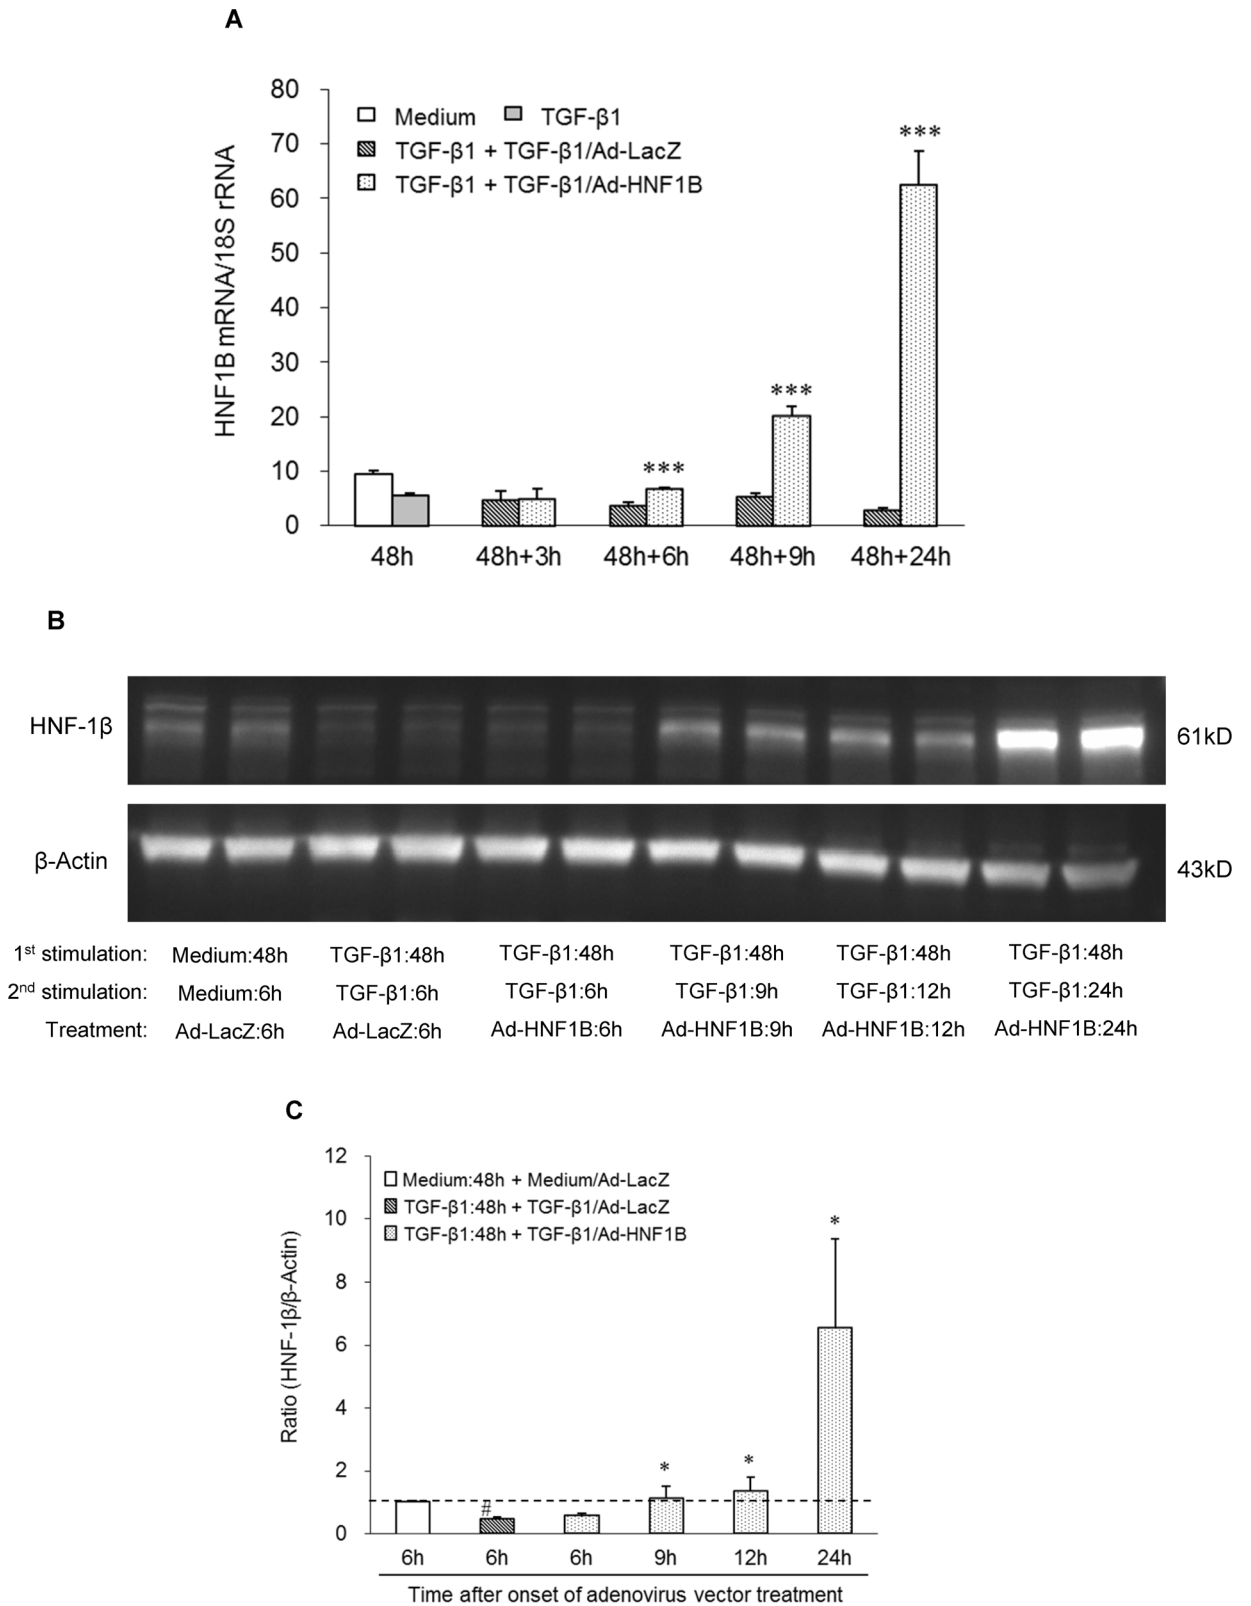 A
80
70
60
50
40
30
20
10
0
HNF1B mRNA/18S rRNA
Medium TGF-β1
TGF-β1 + TGF-β1/Ad-LacZ
TGF-β1 + TGF-β1/Ad-HNF1B
***
***
***
48h 48h+3h 48h+6h 48h+9h 48h+24h
B
HNF-1β 61kD
β-Actin 43kD
1st stimulation: Medium:48h TGF-β1:48h TGF-β1:48h TGF-β1:48h TGF-β1:48h TGF-β1:48h
2nd stimulation: Medium:6h TGF-β1:6h TGF-β1:6h TGF-β1:9h TGF-β1:12h TGF-β1:24h
Treatment: Ad-LacZ:6h Ad-LacZ:6h Ad-HNF1B:6h Ad-HNF1B:9h Ad-HNF1B:12h Ad-HNF1B:24h
C
12
10
8
6
4
2
0
Ratio (HNF-1β/β-Actin)
Medium:48h + Medium/Ad-LacZ
TGF-β1:48h + TGF-β1/Ad-LacZ
TGF-β1:48h + TGF-β1/Ad-HNF1B
*
* *
#
6h 6h 6h 9h 12h 24h
Time after onset of adenovirus vector treatment